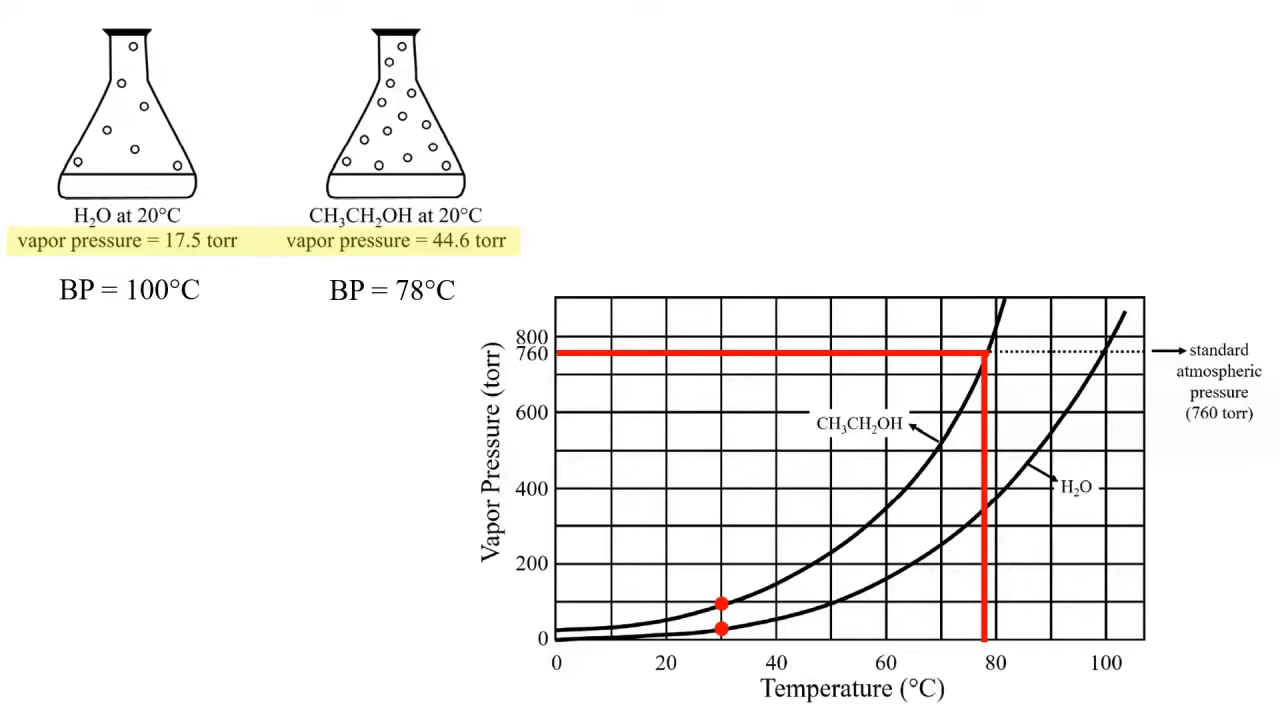 H₂O at 20°C
vapor pressure = 17.5 torr
BP = 100°C
CH₃CH₂OH at 20°C
vapor pressure = 44.6 torr
BP = 78°C
Vapor Pressure (torr)
800
760
600
400
200
0
CH₃CH₂OH
H₂O
standard
atmospheric
pressure
(760 torr)
0 20 40 60 80 100
Temperature (°C)